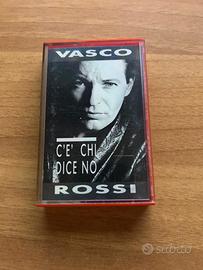 VASCO
C'E' CHI
DICE NO
ROSSI
subito